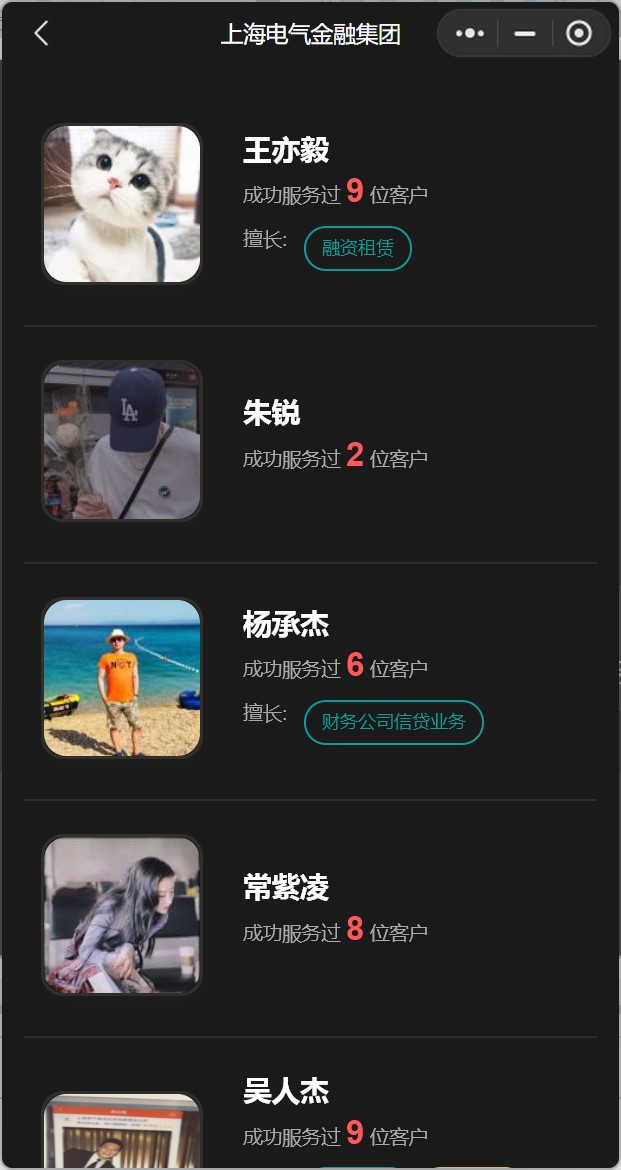 上海电气金融集团
王亦毅
成功服务过 9 位客户
擅长: 融资租赁
LA
朱锐
成功服务过 2 位客户
杨承杰
成功服务过 6 位客户
擅长: 财务公司信贷业务
常紫凌
成功服务过 8 位客户
吴人杰
成功服务过 9 位客户